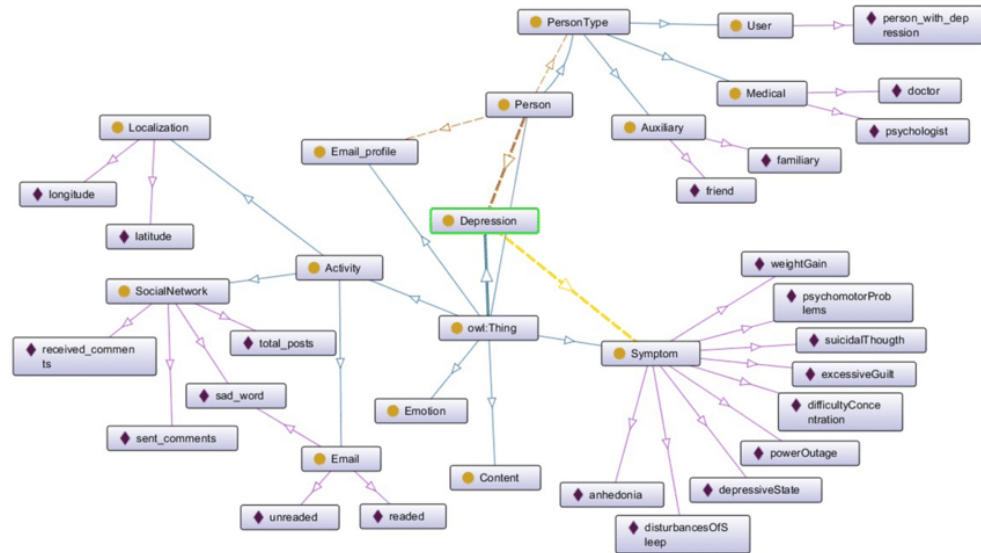 PersonType
User
person_with_dep
ression
Person
Medical
doctor
Localization
Auxiliary
psychologist
Email_profile
familiary
longitude
friend
Depression
latitude
Activity
weightGain
SocialNetwork
psychomotorProb
lems
owl:Thing
received_comme
nts
total_posts
Symptom
suicidalThougth
excessiveGuilt
sad_word
Emotion
difficultyConce
ntration
sent_comments
powerOutage
Email
Content
anhedonia
depressiveState
unreaded
readed
disturbancesOfS
leep